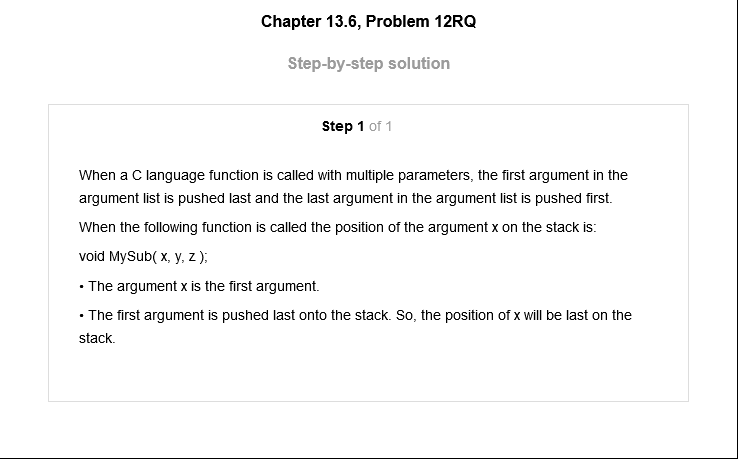 Chapter 13.6, Problem 12RQ
Step-by-step solution
Step 1 of 1
When a C language function is called with multiple parameters, the first argument in the
argument list is pushed last and the last argument in the argument list is pushed first.
When the following function is called the position of the argument x on the stack is:
void MySub( x, y, z );
• The argument x is the first argument.
• The first argument is pushed last onto the stack. So, the position of x will be last on the
stack.